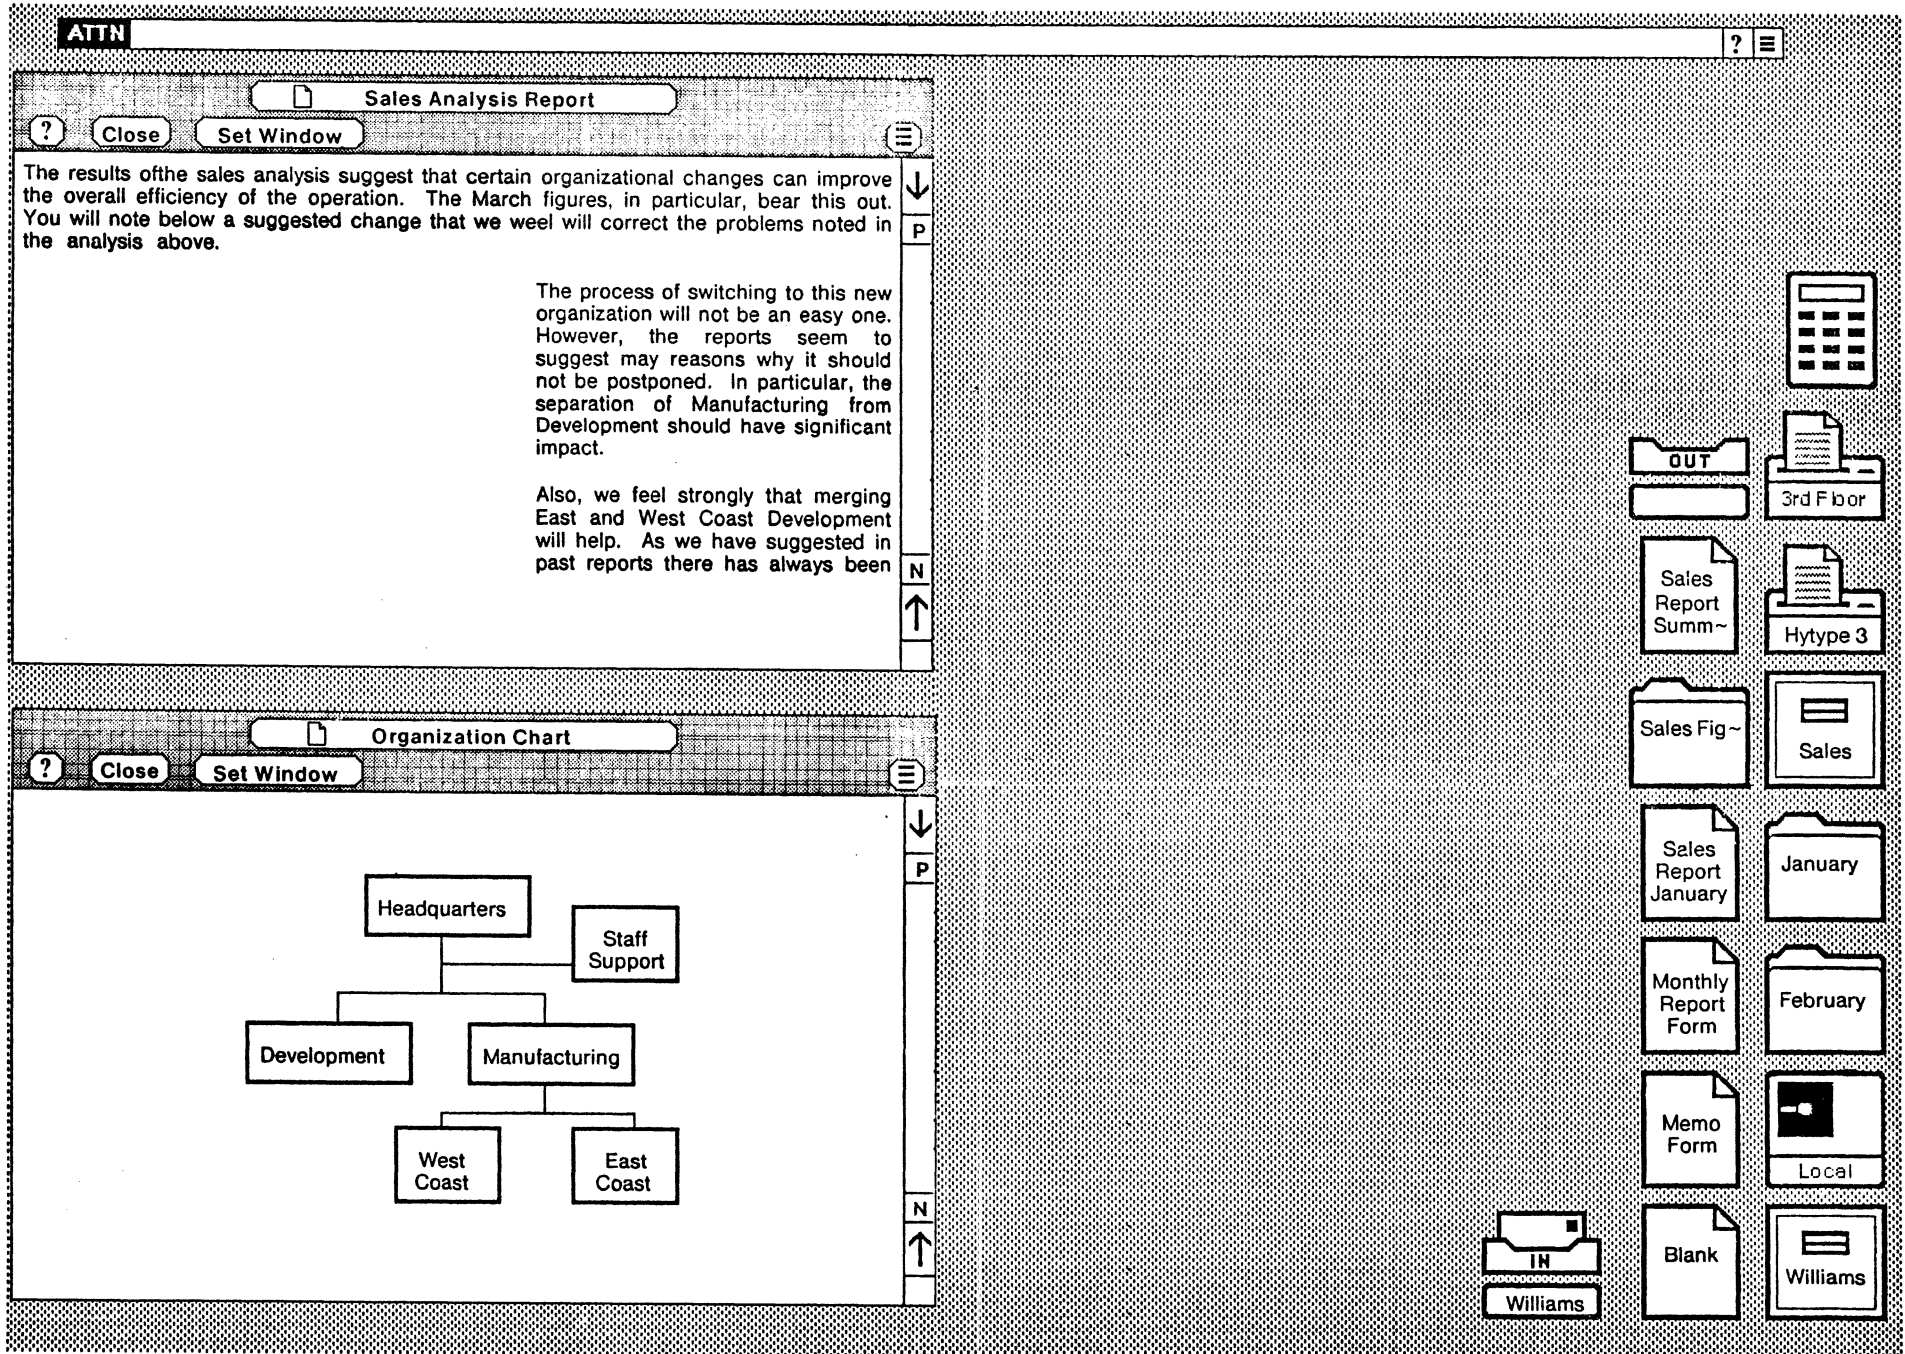 ATTN
?
Sales Analysis Report
? Close Set Window
The results ofthe sales analysis suggest that certain organizational changes can improve
the overall efficiency of the operation. The March figures, in particular, bear this out.
You will note below a suggested change that we weel will correct the problems noted in
the analysis above.
P
The process of switching to this new
organization will not be an easy one.
However, the reports seem to
suggest may reasons why it should
not be postponed. In particular, the
separation of Manufacturing from
Development should have significant
impact.
Also, we feel strongly that merging
East and West Coast Development
will help. As we have suggested in
past reports there has always been
N
Organization Chart
? Close Set Window
P
Headquarters
Staff
Support
Development
Manufacturing
West
Coast
East
Coast
N
OUT
3rd Floor
Sales
Report
Summ~
Hytype 3
Sales Fig~
Sales
Sales
Report
January
January
Monthly
Report
Form
February
Memo
Form
Local
IN
Williams
Blank
Williams